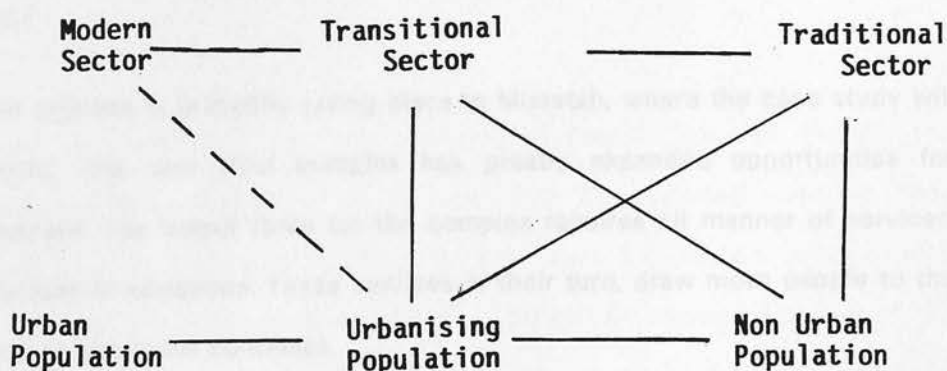 Modern
Sector
Transitional
Sector
Traditional
Sector
Urban
Population
Urbanising
Population
Non Urban
Population